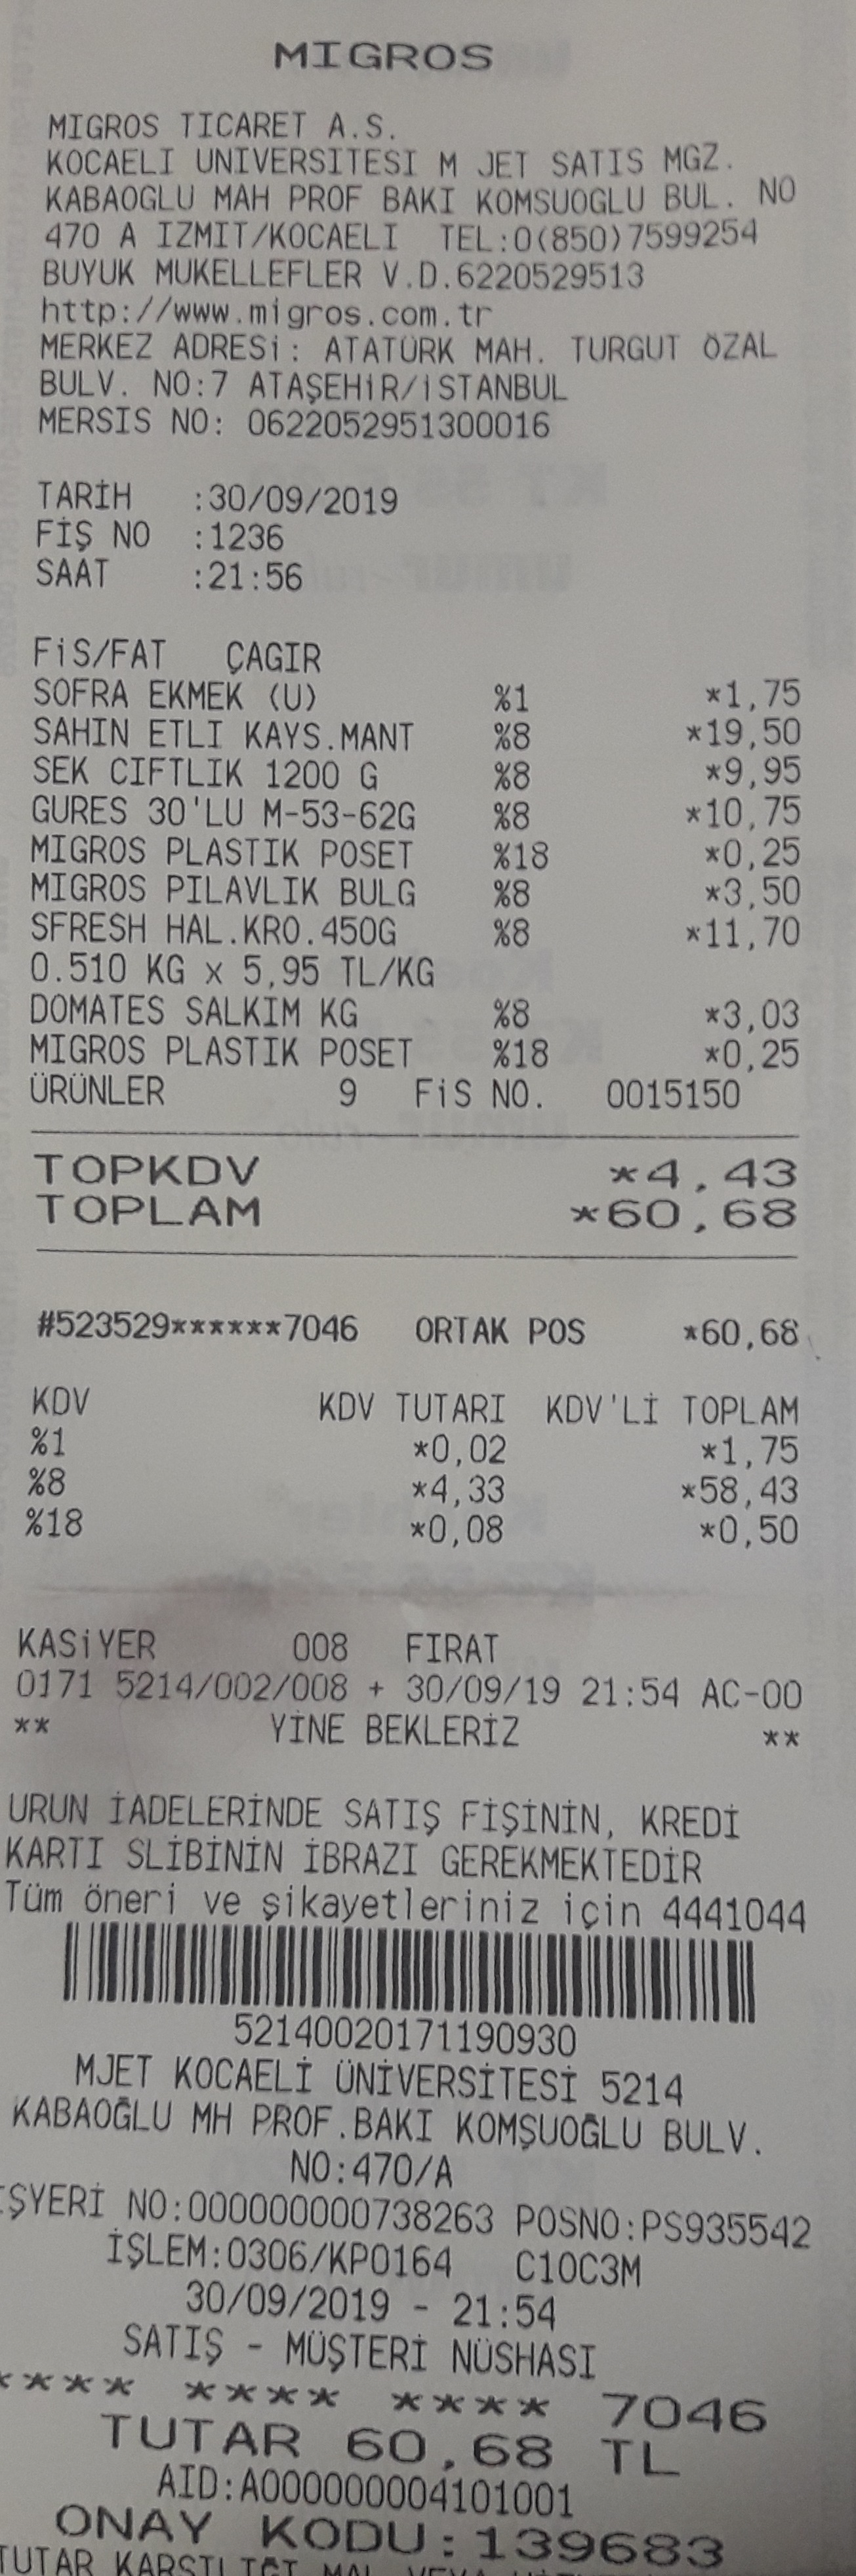 MIGROS
MIGROS TICARET A.S.
KOCAELI UNIVERSITESI M JET SATIS MGZ.
KABAOGLU MAH PROF BAKI KOMSUOGLU BUL. NO
470 A IZMIT/KOCAELI TEL:0(850)7599254
BUYUK MUKELLEFLER V.D.6220529513
http://www.migros.com.tr
MERKEZ ADRESi: ATATÜRK MAH. TURGUT ÖZAL
BULV. NO:7 ATAŞEHiR/iSTANBUL
MERSIS NO: 0622052951300016
TARİH :30/09/2019
FİŞ NO :1236
SAAT :21:56
FiS/FAT ÇAGIR
SOFRA EKMEK (U) %1 *1,75
SAHIN ETLI KAYS.MANT %8 *19,50
SEK CIFTLIK 1200 G %8 *9,95
GURES 30'LU M-53-62G %8 *10,75
MIGROS PLASTIK POSET %18 *0,25
MIGROS PILAVLIK BULG %8 *3,50
SFRESH HAL.KRO.450G %8 *11,70
0.510 KG x 5,95 TL/KG
DOMATES SALKIM KG %8 *3,03
MIGROS PLASTIK POSET %18 *0,25
ÜRÜNLER 9 FiS NO. 0015150
TOPKDV *4,43
TOPLAM *60,68
#523529******7046 ORTAK POS *60,68
KDV KDV TUTARI KDV'Lİ TOPLAM
%1 *0,02 *1,75
%8 *4,33 *58,43
%18 *0,08 *0,50
KASiYER 008 FIRAT
0171 5214/002/008 + 30/09/19 21:54 AC-00
** YİNE BEKLERİZ **
URUN İADELERİNDE SATIŞ FİŞİNİN, KREDİ
KARTI SLİBİNİN İBRAZI GEREKMEKTEDİR
Tüm öneri ve şikayetleriniz için 4441044
52140020171190930
MJET KOCAELİ ÜNİVERSİTESİ 5214
KABAOĞLU MH PROF.BAKI KOMŞUOĞLU BULV.
NO:470/A
İŞYERİ NO:000000000738263 POSNO:PS935542
İŞLEM:0306/KP0164 C10C3M
30/09/2019 - 21:54
SATIŞ - MÜŞTERİ NÜSHASI
**** **** **** 7046
TUTAR 60,68 TL
AID:A0000000041​01001
ONAY KODU:139683
TUTAR KARŞILIĞI MAL VEYA